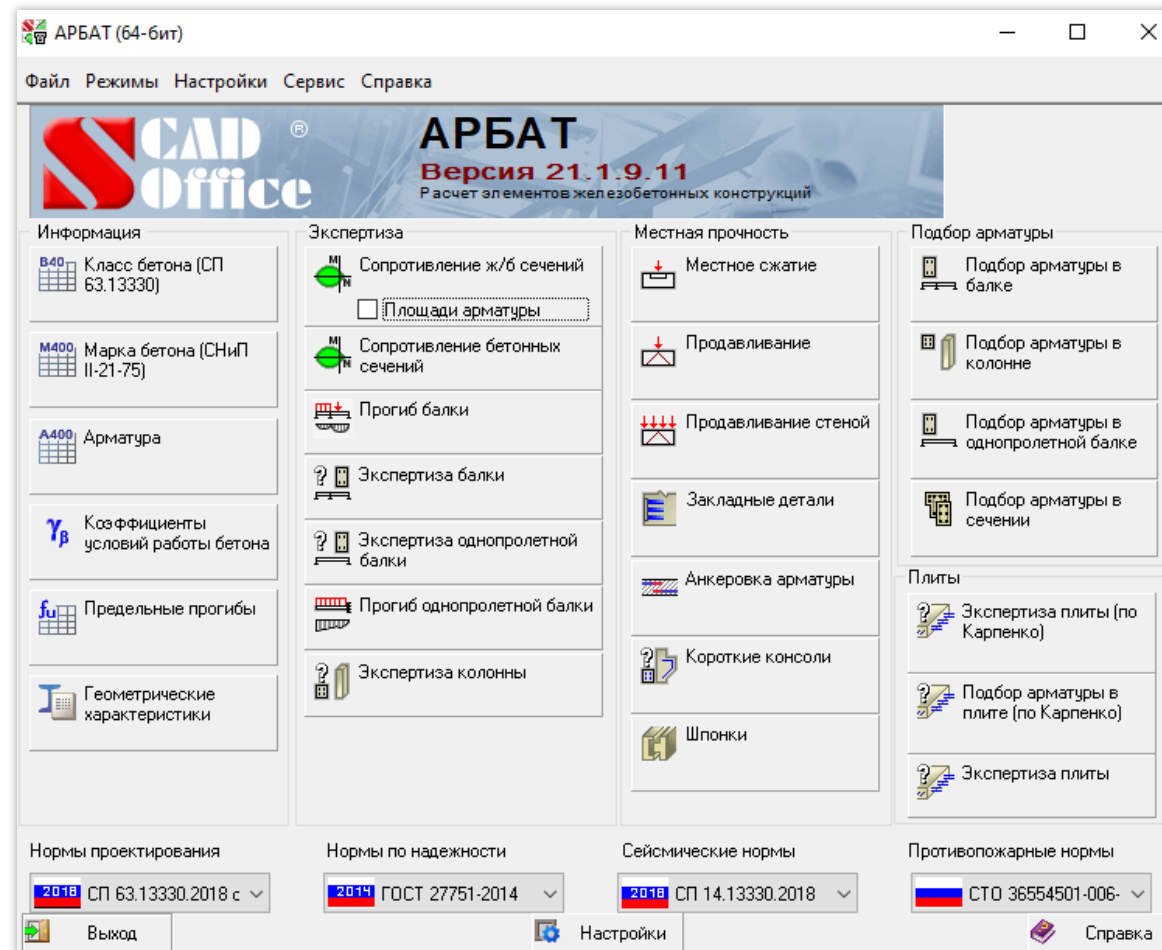 АРБАТ (64-бит)
Файл Режимы Настройки Сервис Справка
SCAD ®
Office
АРБАТ
Версия 21.1.9.11
Расчет элементов железобетонных конструкций
Информация
B40
Класс бетона (СП
63.13330)
M400
Марка бетона (СНиП
II-21-75)
A400
Арматура
γβ
Коэффициенты
условий работы бетона
fu
Предельные прогибы
Геометрические
характеристики
Экспертиза
M
N
Сопротивление ж/б сечений
Площади арматуры
M
N
Сопротивление бетонных
сечений
Прогиб балки
?
Экспертиза балки
?
Экспертиза однопролетной
балки
Прогиб однопролетной балки
?
Экспертиза колонны
Местная прочность
Местное сжатие
Продавливание
Продавливание стеной
Закладные детали
Анкеровка арматуры
?
Короткие консоли
Шпонки
Подбор арматуры
Подбор арматуры в
балке
Подбор арматуры в
колонне
Подбор арматуры в
однопролетной балке
Подбор арматуры в
сечении
Плиты
?
Экспертиза плиты (по
Карпенко)
?
Подбор арматуры в
плите (по Карпенко)
?
Экспертиза плиты
Нормы проектирования
2018 СП 63.13330.2018 с
Нормы по надежности
2014 ГОСТ 27751-2014
Сейсмические нормы
2018 СП 14.13330.2018
Противопожарные нормы
СТО 36554501-006-
Выход
Настройки
Справка